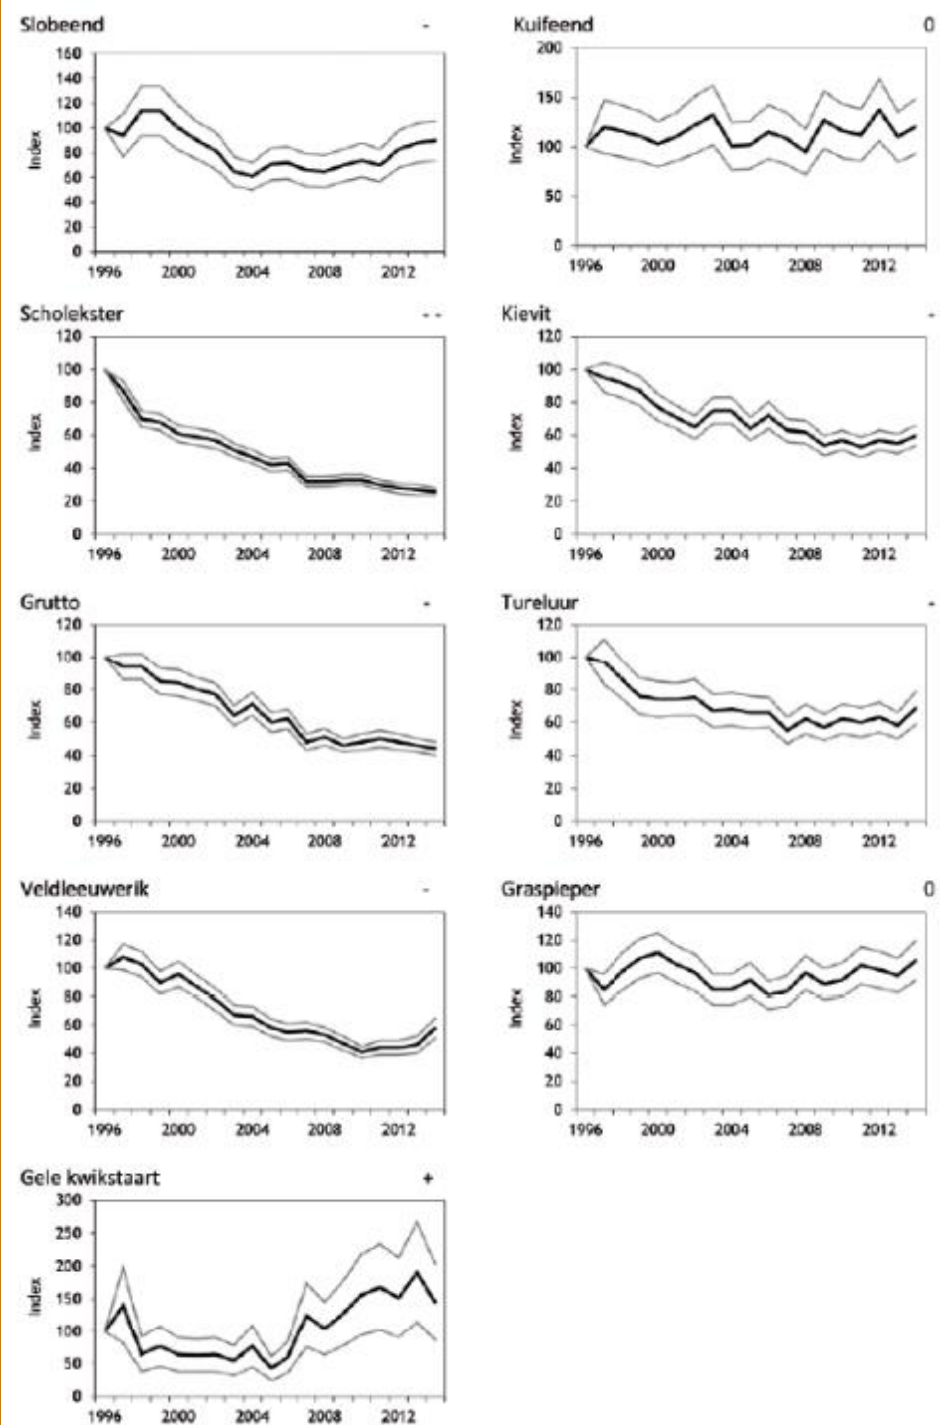 Slobeend -
160
140
120
100
80
60
40
20
0
Index
1996 2000 2004 2008 2012
Kuifeend 0
200
150
100
50
0
Index
1996 2000 2004 2008 2012
Scholekster - -
120
100
80
60
40
20
0
Index
1996 2000 2004 2008 2012
Kievit -
120
100
80
60
40
20
0
Index
1996 2000 2004 2008 2012
Grutto -
120
100
80
60
40
20
0
Index
1996 2000 2004 2008 2012
Tureluur -
120
100
80
60
40
20
0
Index
1996 2000 2004 2008 2012
Veldleeuwerik -
140
120
100
80
60
40
20
0
Index
1996 2000 2004 2008 2012
Graspieper 0
140
120
100
80
60
40
20
0
Index
1996 2000 2004 2008 2012
Gele kwikstaart +
300
250
200
150
100
50
0
Index
1996 2000 2004 2008 2012